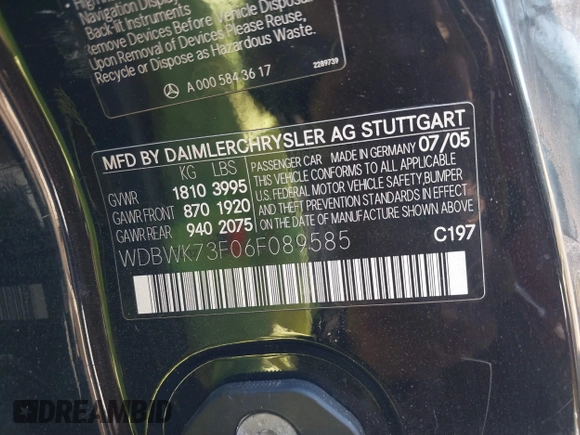 Navigation Display
Back-lit Instruments
Remove Devices Before Vehicle Disposal
Upon Removal of Devices Please Reuse,
Recycle or Dispose as Hazardous Waste.
A 000 584 36 17
2289739
MFD BY DAIMLERCHRYSLER AG STUTTGART
KG LBS
GVWR 1810 3995
GAWR FRONT 870 1920
GAWR REAR 940 2075
PASSENGER CAR MADE IN GERMANY 07/05
THIS VEHICLE CONFORMS TO ALL APPLICABLE
U.S. FEDERAL MOTOR VEHICLE SAFETY, BUMPER
AND THEFT PREVENTION STANDARDS IN EFFECT
ON THE DATE OF MANUFACTURE SHOWN ABOVE.
WDBWK73F06F089585
C197
DREAMBID